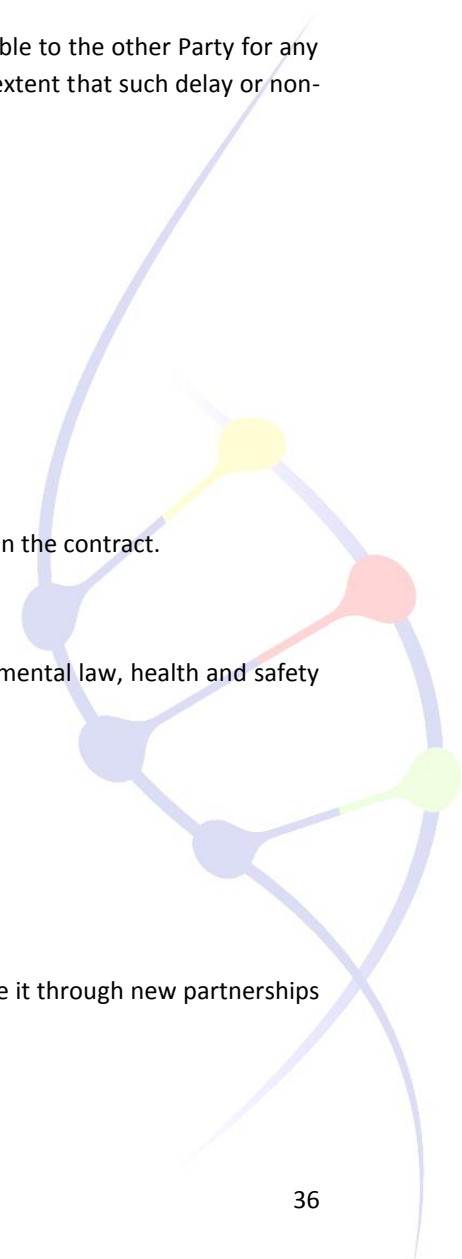 ble to the other Party for any
extent that such delay or non-
n the contract.
mental law, health and safety
e it through new partnerships
36